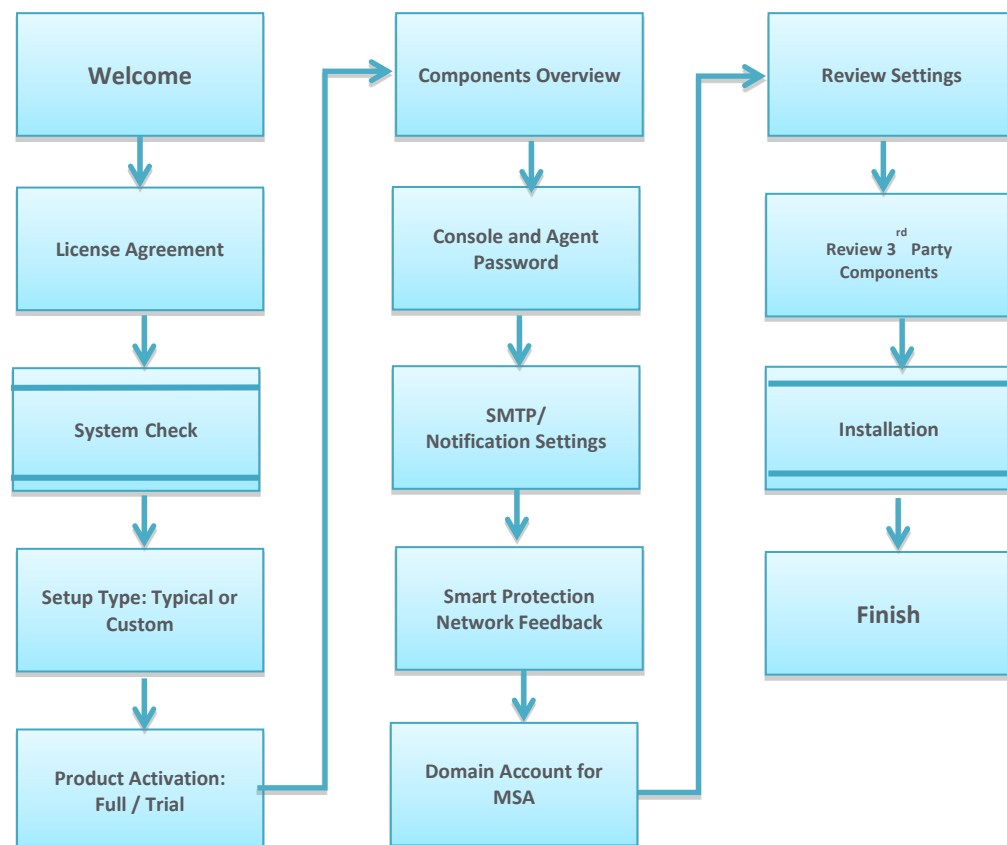 Welcome
License Agreement
System Check
Setup Type: Typical or
Custom
Product Activation:
Full / Trial
Components Overview
Console and Agent
Password
SMTP/
Notification Settings
Smart Protection
Network Feedback
Domain Account for
MSA
Review Settings
Review 3rd Party
Components
Installation
Finish